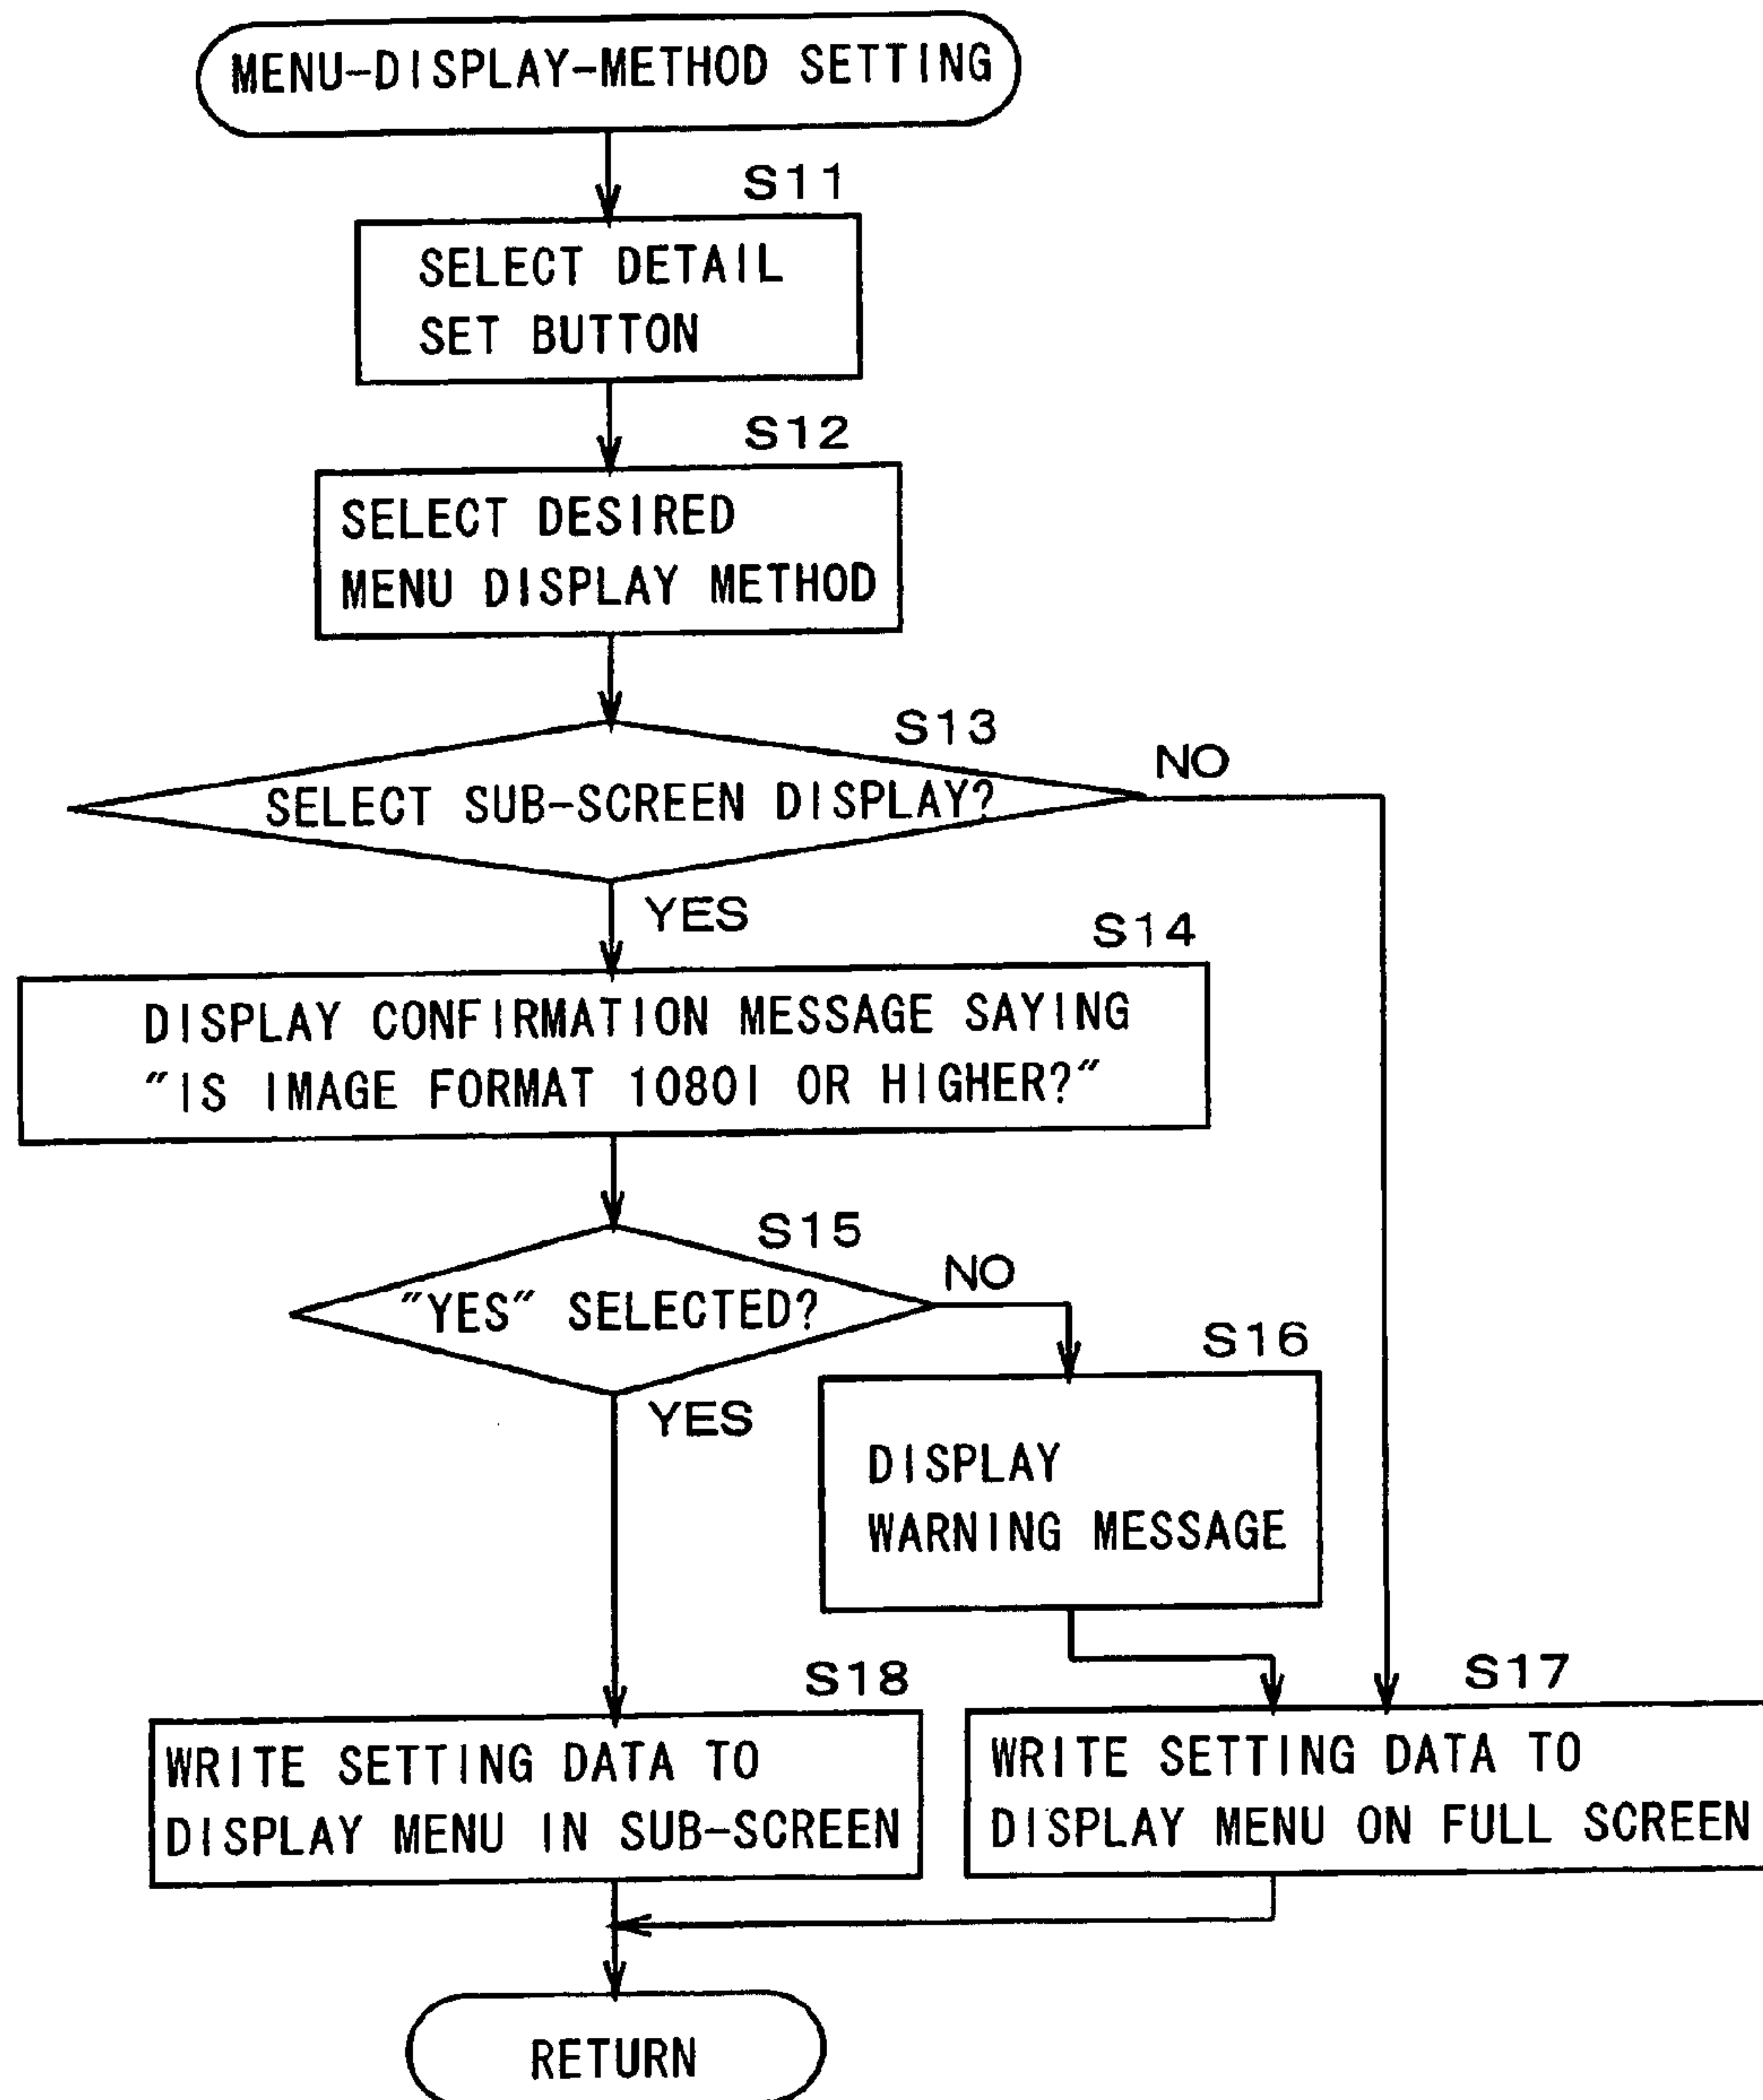 MENU-DISPLAY-METHOD SETTING
S11
SELECT DETAIL
SET BUTTON
S12
SELECT DESIRED
MENU DISPLAY METHOD
S13
NO
SELECT SUB-SCREEN DISPLAY?
YES
S14
DISPLAY CONFIRMATION MESSAGE SAYING
"IS IMAGE FORMAT 1080I OR HIGHER?"
S15
NO
"YES" SELECTED?
S16
YES
DISPLAY
WARNING MESSAGE
S18
S17
WRITE SETTING DATA TO
DISPLAY MENU IN SUB-SCREEN
WRITE SETTING DATA TO
DISPLAY MENU ON FULL SCREEN
RETURN